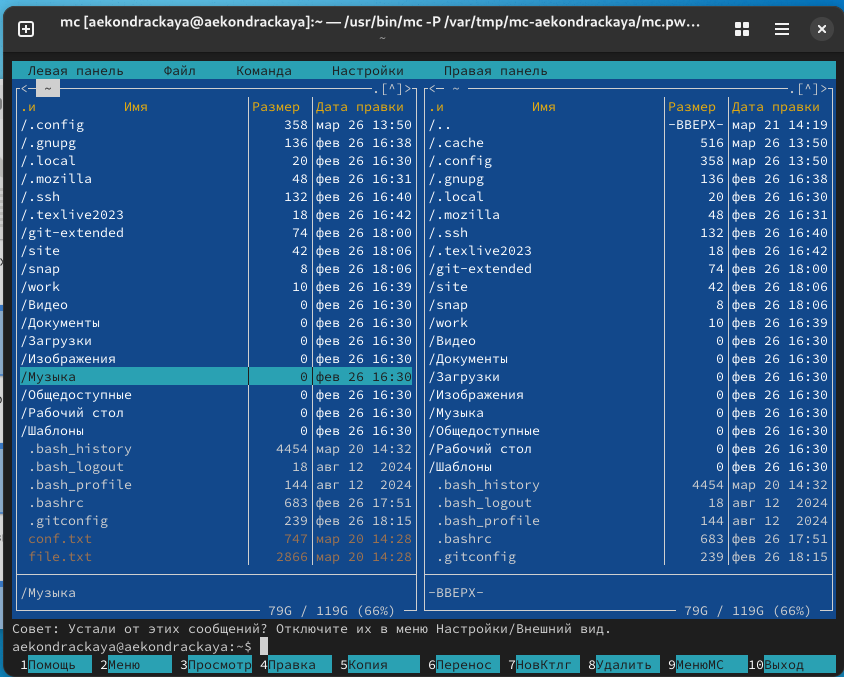 mc [aekondrackaya@aekondrackaya]:~ — /usr/bin/mc -P /var/tmp/mc-aekondrackaya/mc.pw…
~
Левая панель Файл Команда Настройки Правая панель
<- ~ .[^]> <- ~ .[^]>
.и Имя Размер Дата правки .и Имя Размер Дата правки
/.config 358 мар 26 13:50 /.. -ВВЕРХ- мар 21 14:19
/.gnupg 136 фев 26 16:38 /.cache 516 мар 26 13:50
/.local 20 фев 26 16:30 /.config 358 мар 26 13:50
/.mozilla 48 фев 26 16:31 /.gnupg 136 фев 26 16:38
/.ssh 132 фев 26 16:40 /.local 20 фев 26 16:30
/.texlive2023 18 фев 26 16:42 /.mozilla 48 фев 26 16:31
/git-extended 74 фев 26 18:00 /.ssh 132 фев 26 16:40
/site 42 фев 26 18:06 /.texlive2023 18 фев 26 16:42
/snap 8 фев 26 18:06 /git-extended 74 фев 26 18:00
/work 10 фев 26 16:39 /site 42 фев 26 18:06
/Видео 0 фев 26 16:30 /snap 8 фев 26 18:06
/Документы 0 фев 26 16:30 /work 10 фев 26 16:39
/Загрузки 0 фев 26 16:30 /Видео 0 фев 26 16:30
/Изображения 0 фев 26 16:30 /Документы 0 фев 26 16:30
/Музыка 0 фев 26 16:30 /Загрузки 0 фев 26 16:30
/Общедоступные 0 фев 26 16:30 /Изображения 0 фев 26 16:30
/Рабочий стол 0 фев 26 16:30 /Музыка 0 фев 26 16:30
/Шаблоны 0 фев 26 16:30 /Общедоступные 0 фев 26 16:30
.bash_history 4454 мар 20 14:32 /Рабочий стол 0 фев 26 16:30
.bash_logout 18 авг 12 2024 /Шаблоны 0 фев 26 16:30
.bash_profile 144 авг 12 2024 .bash_history 4454 мар 20 14:32
.bashrc 683 фев 26 17:51 .bash_logout 18 авг 12 2024
.gitconfig 239 фев 26 18:15 .bash_profile 144 авг 12 2024
conf.txt 747 мар 20 14:28 .bashrc 683 фев 26 17:51
file.txt 2866 мар 20 14:28 .gitconfig 239 фев 26 18:15
/Музыка -ВВЕРХ-
79G / 119G (66%) 79G / 119G (66%)
Совет: Устали от этих сообщений? Отключите их в меню Настройки/Внешний вид.
aekondrackaya@aekondrackaya:~$
1Помощь 2Меню 3Просмотр 4Правка 5Копия 6Перенос 7НовКтлг 8Удалить 9МенюМС 10Выход